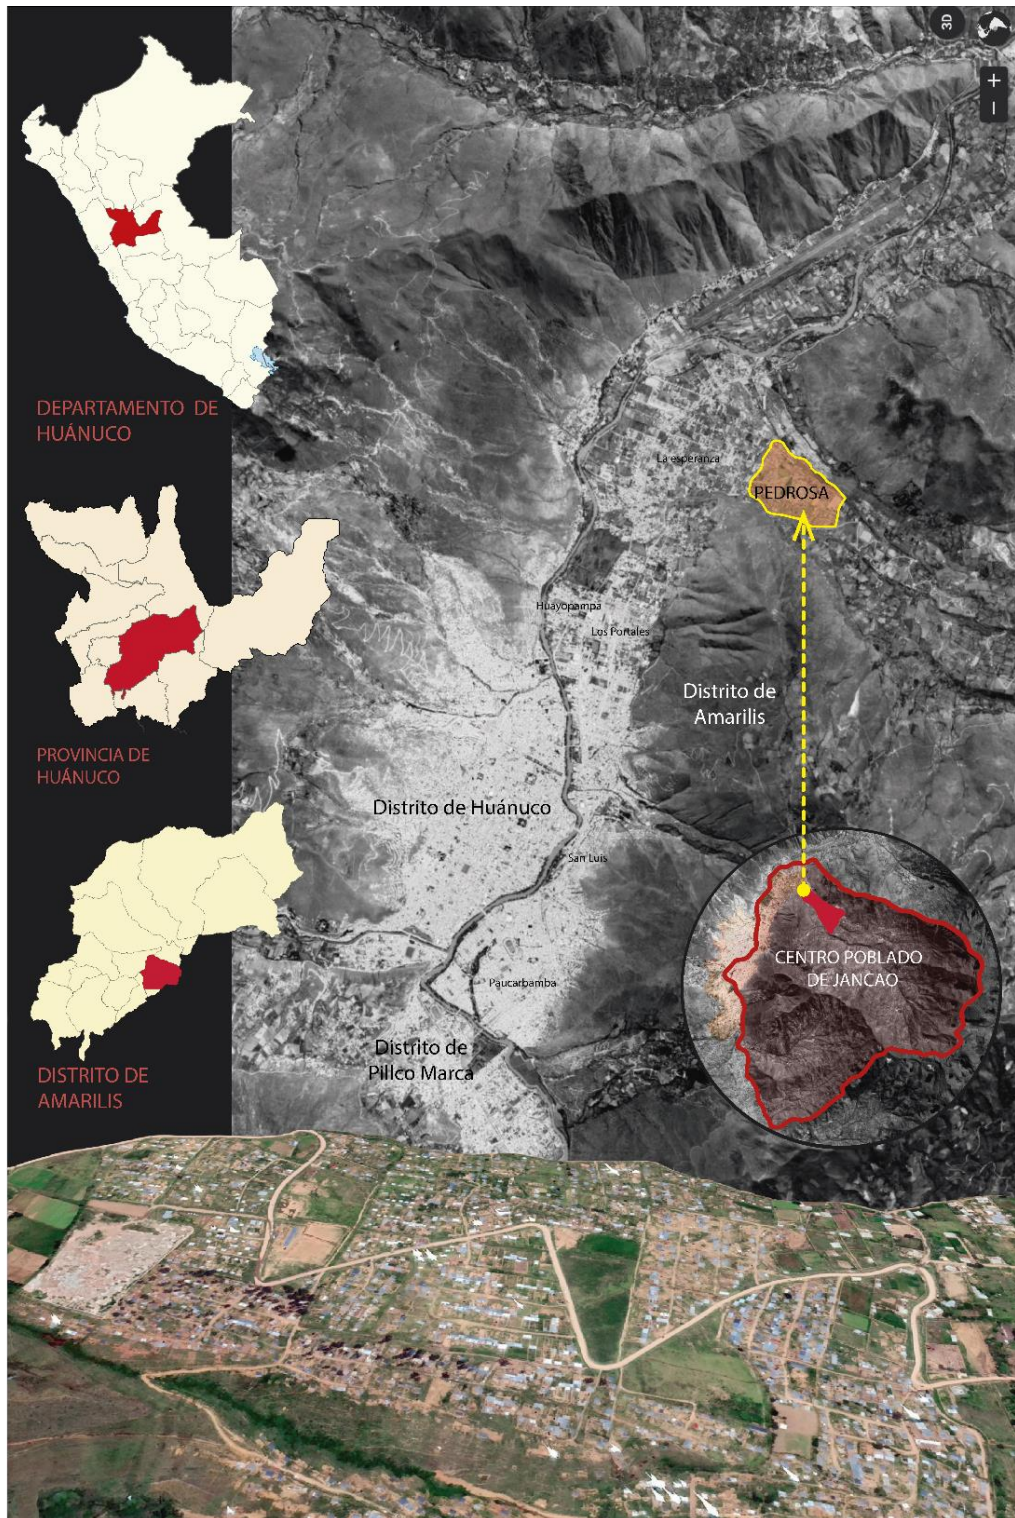 3D
+
−
DEPARTAMENTO DE
HUÁNUCO
La esperanza
PEDROSA
PROVINCIA DE
HUÁNUCO
Huayopampa
Los Portales
Distrito de
Amarilis
Distrito de Huánuco
San Luis
CENTRO POBLADO
DE JANCAO
Paucarbamba
Distrito de
Pillco Marca
DISTRITO DE
AMARILIS